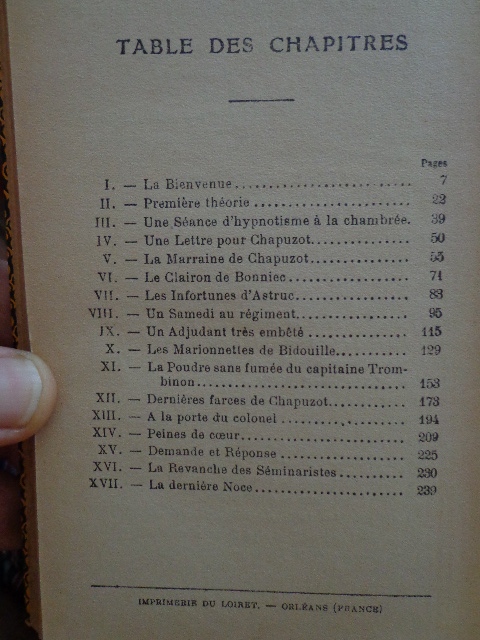 TABLE DES CHAPITRES
Pages
I. — La Bienvenue 7
II. — Première théorie 22
III. — Une Séance d'hypnotisme à la chambrée. 39
IV. — Une Lettre pour Chapuzot 50
V. — La Marraine de Chapuzot 55
VI. — Le Clairon de Bonniec 71
VII. — Les Infortunes d'Astruc 83
VIII. — Un Samedi au régiment 95
IX. — Un Adjudant très embêté 115
X. — Les Marionnettes de Bidouille 129
XI. — La Poudre sans fumée du capitaine Trom-
binon 153
XII. — Dernières farces de Chapuzot 173
XIII. — A la porte du colonel 194
XIV. — Peines de cœur 209
XV. — Demande et Réponse 225
XVI. — La Revanche des Séminaristes 230
XVII. — La dernière Noce 239
IMPRIMERIE DU LOIRET. — ORLÉANS (FRANCE)